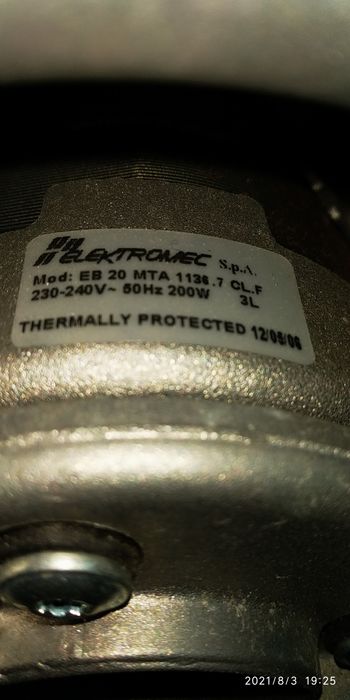 ELEKTROMEC S.p.A.
Mod: EB 20 MTA 1136.7 CL.F
230-240V~ 50Hz 200W 3L
THERMALLY PROTECTED 12/09/06
2021/8/3 19:25